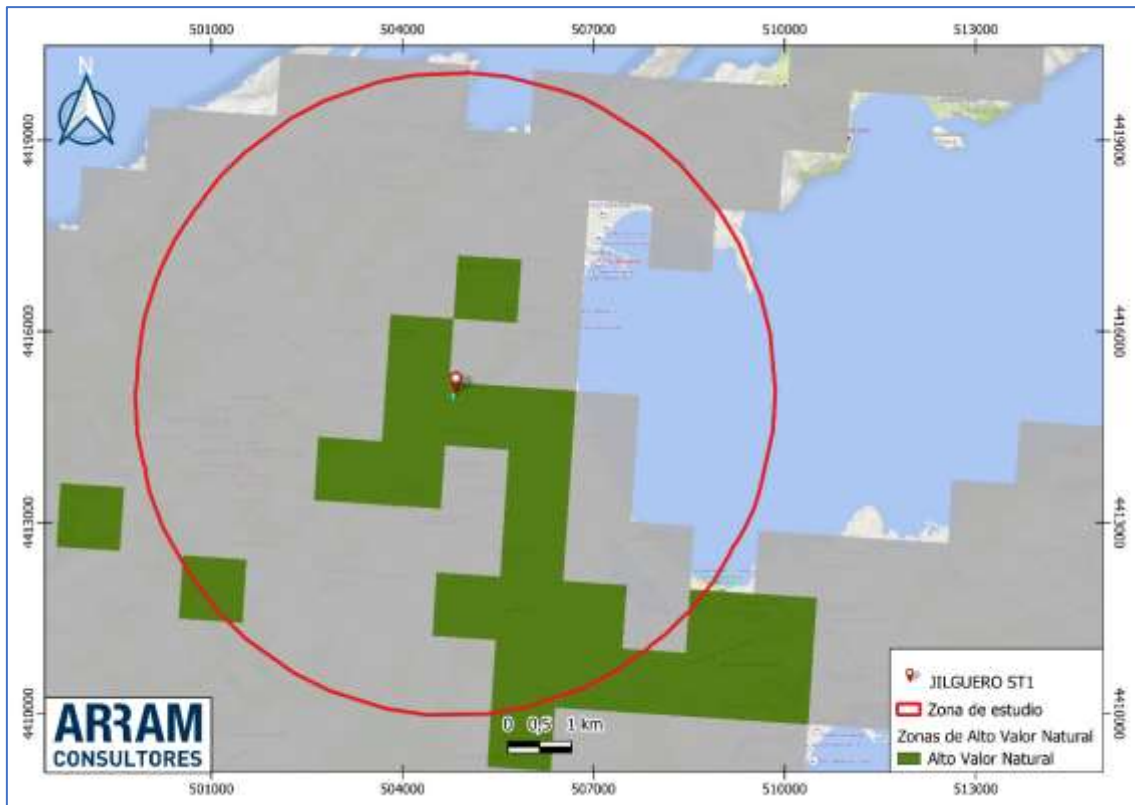 501000 504000 507000 510000 513000
N
4419000 4419000
4416000 4416000
4413000 4413000
4410000 4410000
JILGUERO ST1
Zona de estudio
Zonas de Alto Valor Natural
Alto Valor Natural
0 0,5 1 km
ARRAM
CONSULTORES
501000 504000 507000 510000 513000